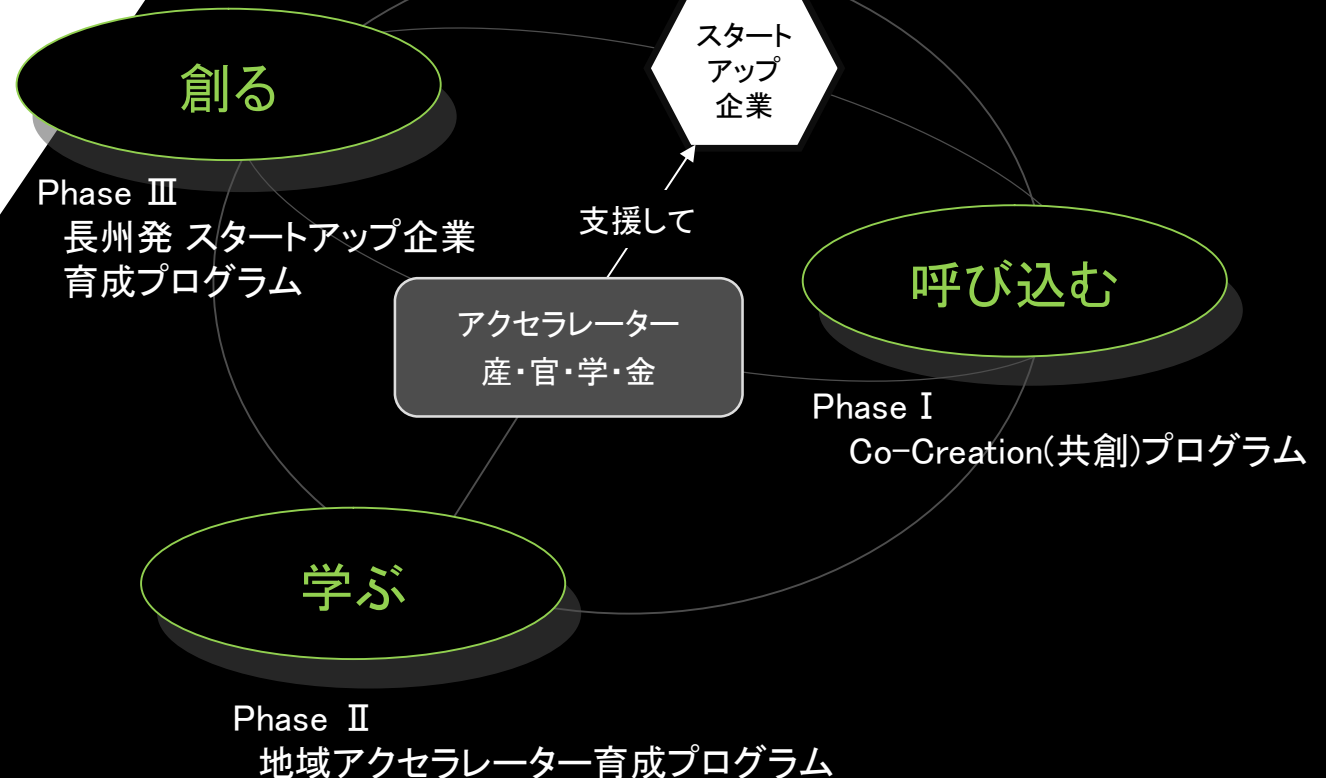 スタート
アップ
企業
創る
Phase Ⅲ
長州発 スタートアップ企業
育成プログラム
支援して
アクセラレーター
産・官・学・金
呼び込む
Phase Ⅰ
Co-Creation(共創)プログラム
学ぶ
Phase Ⅱ
地域アクセラレーター育成プログラム